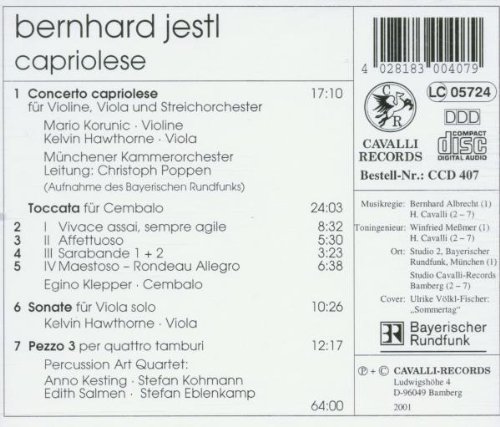 bernhard jestl
capriolese
1 Concerto capriolese 17:10
für Violine, Viola und Streichorchester
Mario Korunic · Violine
Kelvin Hawthorne · Viola
Münchener Kammerorchester
Leitung: Christoph Poppen
(Aufnahme des Bayerischen Rundfunks)
Toccata für Cembalo 24:03
2 I Vivace assai, sempre agile 8:32
3 II Affettuoso 5:30
4 III Sarabande 1 + 2 3:23
5 IV Maestoso – Rondeau Allegro 6:38
Egino Klepper · Cembalo
6 Sonate für Viola solo 10:26
Kelvin Hawthorne · Viola
7 Pezzo 3 per quattro tamburi 12:17
Percussion Art Quartet:
Anno Kesting · Stefan Kohmann
Edith Salmen · Stefan Eblenkamp
64:00
4 028183 004079
C R
CAVALLI
RECORDS
LC 05724
DDD
COMPACT
disc
DIGITAL AUDIO
Bestell-Nr.: CCD 407
Musikregie: Bernhard Albrecht (1)
H. Cavalli (2 – 7)
Toningenieur: Winfried Meßmer (1)
H. Cavalli (2 – 7)
Ort: Studio 2, Bayerischer
Rundfunk, München (1)
Studio Cavalli-Records
Bamberg (2 – 7)
Cover: Ulrike Völkl-Fischer:
„Sommertag“
R Bayerischer
Rundfunk
℗ + © CAVALLI-RECORDS
Ludwigshöhe 4
D-96049 Bamberg
2001